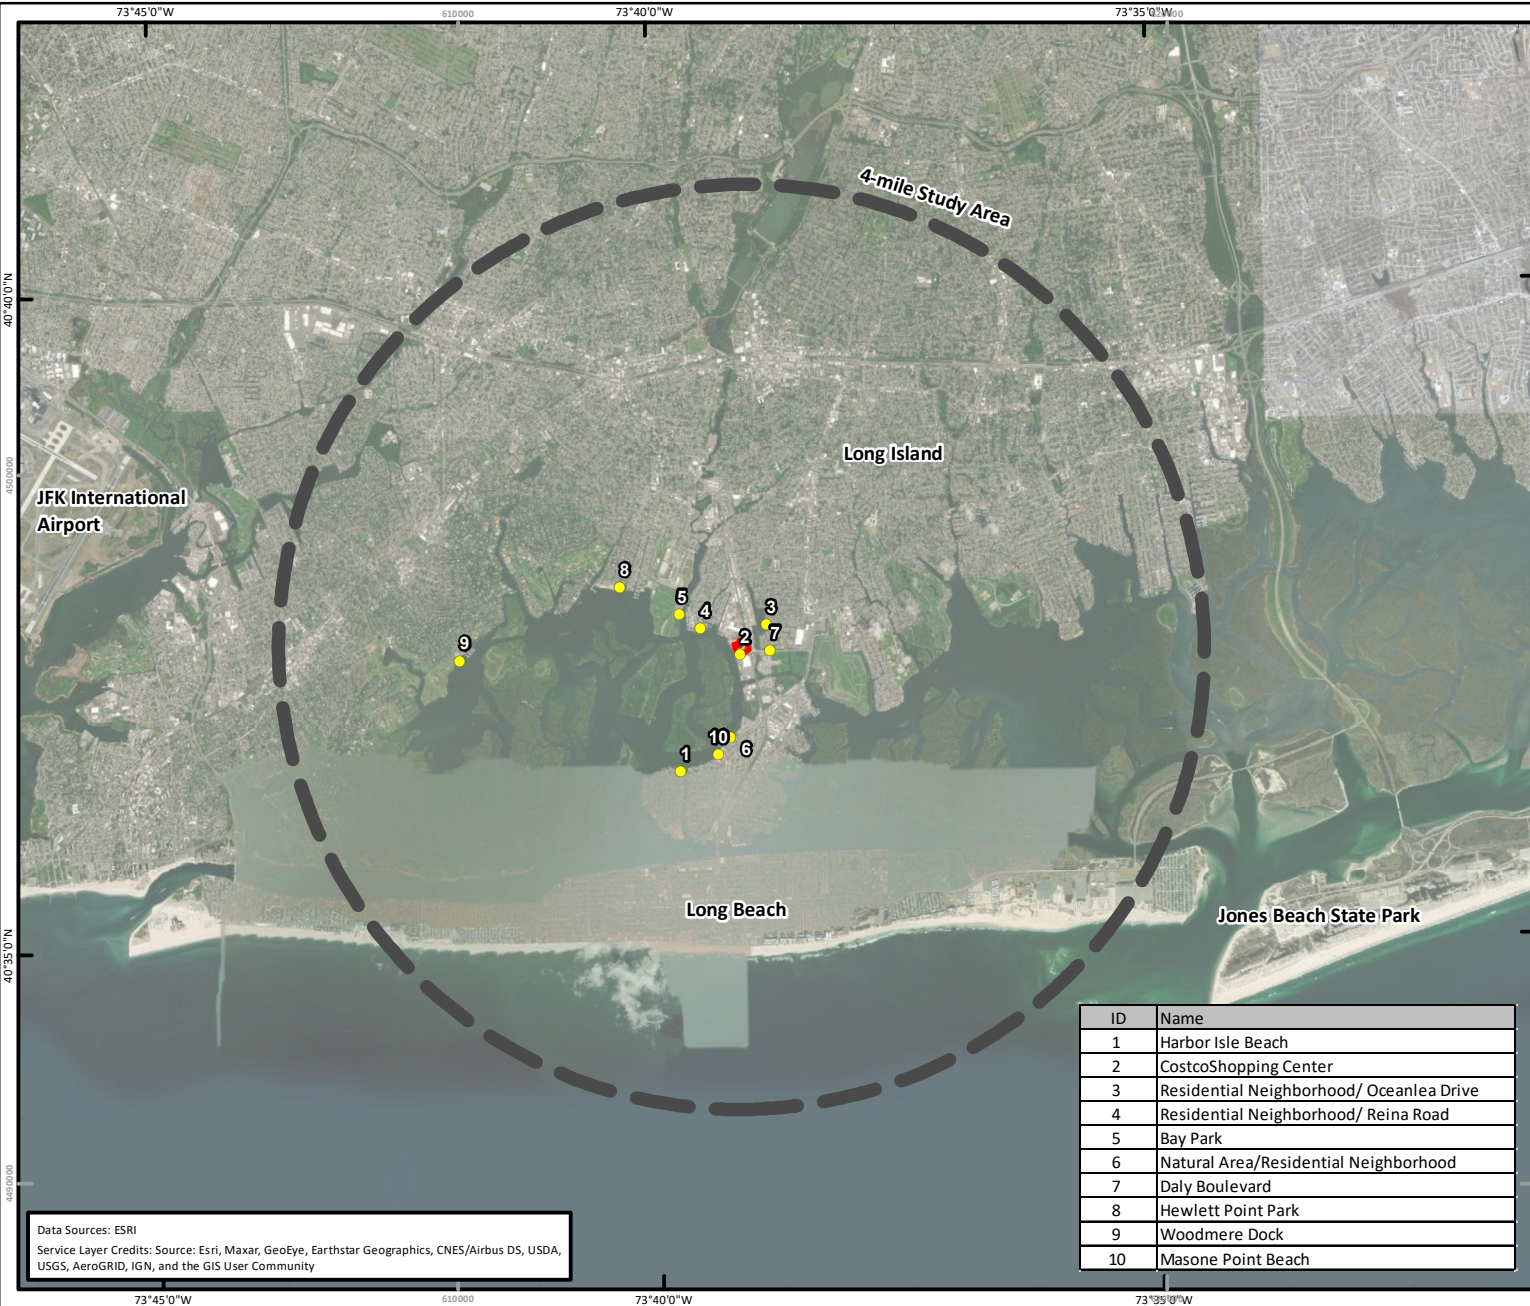 73°45'0"W
610000
73°40'0"W
73°35'0"W
4-mile Study Area
40°40'0"N
Long Island
4500000
JFK International
Airport
8
5
3
4
7
2
9
10
6
1
Long Beach
Jones Beach State Park
40°35'0"N
4490000
ID Name
1 Harbor Isle Beach
2 CostcoShopping Center
3 Residential Neighborhood/ Oceanlea Drive
4 Residential Neighborhood/ Reina Road
5 Bay Park
6 Natural Area/Residential Neighborhood
7 Daly Boulevard
8 Hewlett Point Park
9 Woodmere Dock
10 Masone Point Beach
Data Sources: ESRI
Service Layer Credits: Source: Esri, Maxar, GeoEye, Earthstar Geographics, CNES/Airbus DS, USDA,
USGS, AeroGRID, IGN, and the GIS User Community
73°45'0"W
610000
73°40'0"W
73°35'0"W